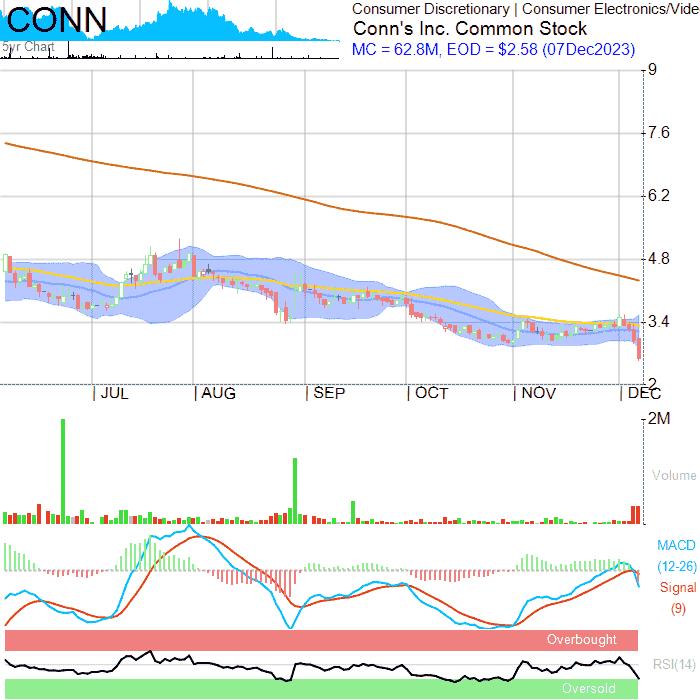 CONN
5yr Chart
Consumer Discretionary | Consumer Electronics/Vide
Conn's Inc. Common Stock
MC = 62.8M, EOD = $2.58 (07Dec2023)
9
7.6
6.2
4.8
3.4
2
JUL AUG SEP OCT NOV DEC
2M
Volume
MACD
(12-26)
Signal
(9)
Overbought
RSI(14)
Oversold